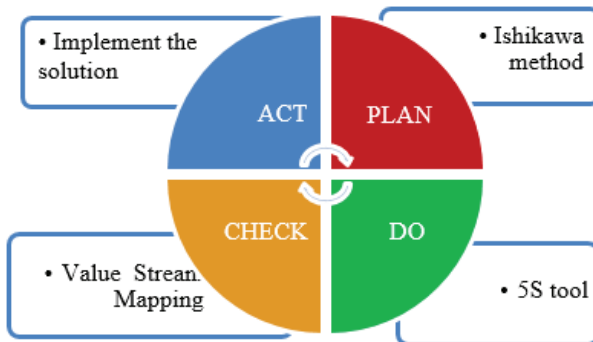 • Implement the
solution
• Ishikawa
method
ACT
PLAN
CHECK
DO
• Value Stream
Mapping
• 5S tool